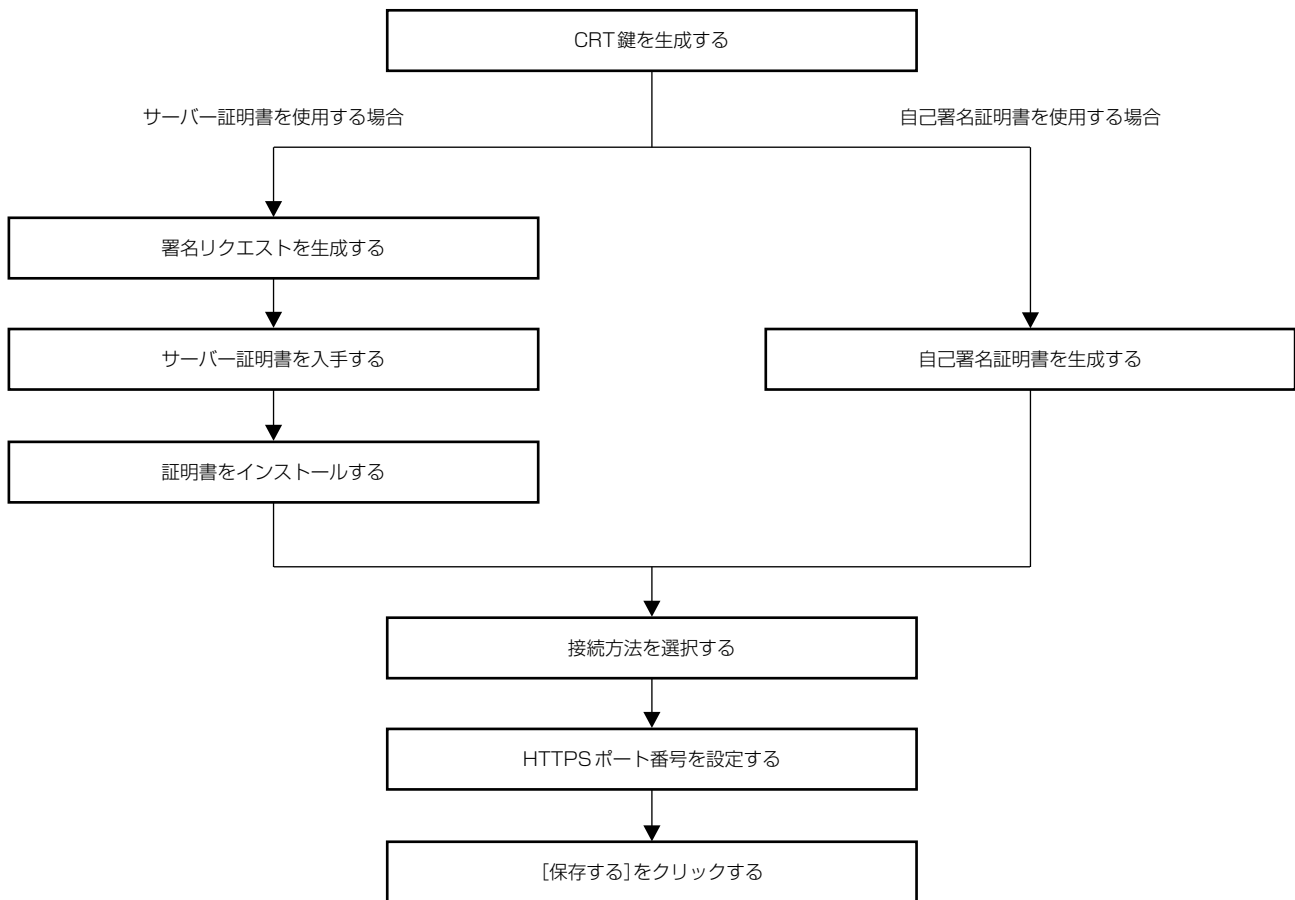 CRT鍵を生成する
サーバー証明書を使用する場合
自己署名証明書を使用する場合
署名リクエストを生成する
サーバー証明書を入手する
自己署名証明書を生成する
証明書をインストールする
接続方法を選択する
HTTPSポート番号を設定する
[保存する]をクリックする